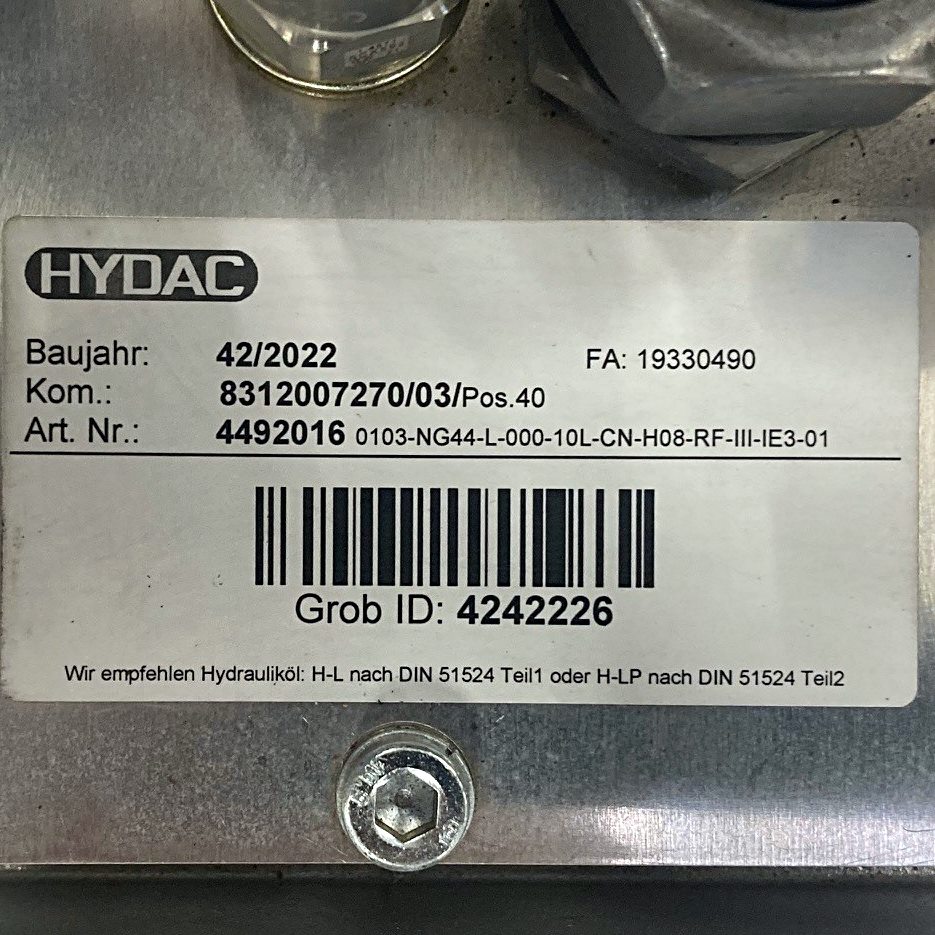 HYDAC
Baujahr: 42/2022 FA: 19330490
Kom.: 8312007270/03/Pos.40
Art. Nr.: 4492016 0103-NG44-L-000-10L-CN-H08-RF-III-IE3-01
Grob ID: 4242226
Wir empfehlen Hydrauliköl: H-L nach DIN 51524 Teil1 oder H-LP nach DIN 51524 Teil2